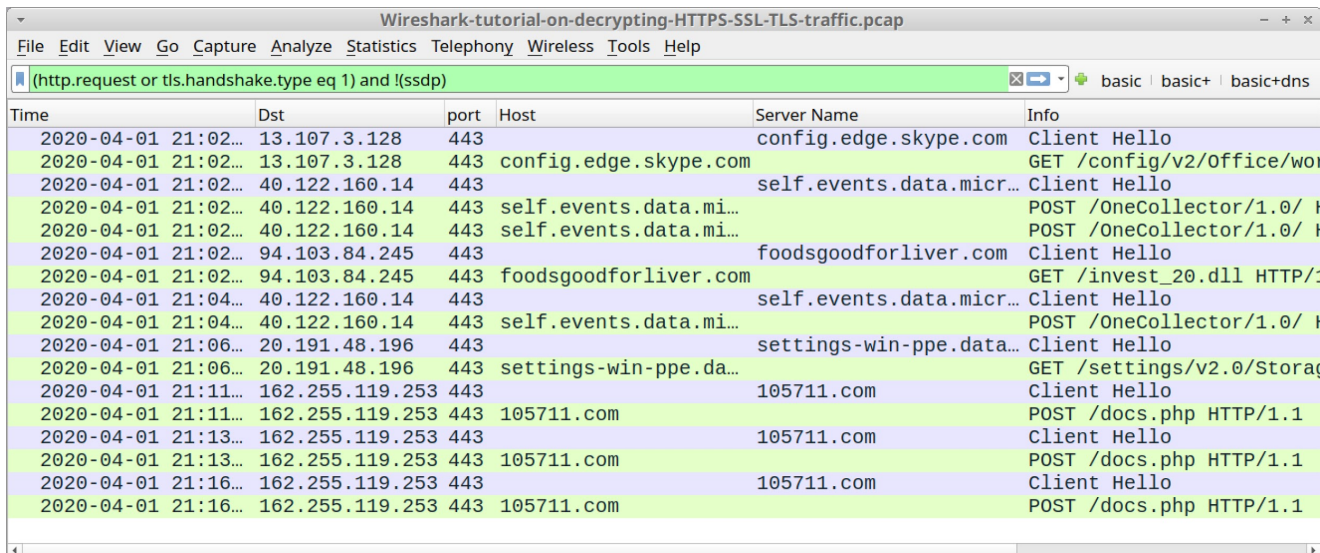 Wireshark-tutorial-on-decrypting-HTTPS-SSL-TLS-traffic.pcap
File Edit View Go Capture Analyze Statistics Telephony Wireless Tools Help
(http.request or tls.handshake.type eq 1) and !(ssdp) basic basic+ basic+dns
Time Dst port Host Server Name Info
2020-04-01 21:02… 13.107.3.128 443 config.edge.skype.com Client Hello
2020-04-01 21:02… 13.107.3.128 443 config.edge.skype.com GET /config/v2/Office/wor
2020-04-01 21:02… 40.122.160.14 443 self.events.data.micr… Client Hello
2020-04-01 21:02… 40.122.160.14 443 self.events.data.mi… POST /OneCollector/1.0/ H
2020-04-01 21:02… 40.122.160.14 443 self.events.data.mi… POST /OneCollector/1.0/ H
2020-04-01 21:02… 94.103.84.245 443 foodsgoodforliver.com Client Hello
2020-04-01 21:02… 94.103.84.245 443 foodsgoodforliver.com GET /invest_20.dll HTTP/1
2020-04-01 21:04… 40.122.160.14 443 self.events.data.micr… Client Hello
2020-04-01 21:04… 40.122.160.14 443 self.events.data.mi… POST /OneCollector/1.0/ H
2020-04-01 21:06… 20.191.48.196 443 settings-win-ppe.data… Client Hello
2020-04-01 21:06… 20.191.48.196 443 settings-win-ppe.da… GET /settings/v2.0/Storag
2020-04-01 21:11… 162.255.119.253 443 105711.com Client Hello
2020-04-01 21:11… 162.255.119.253 443 105711.com POST /docs.php HTTP/1.1
2020-04-01 21:13… 162.255.119.253 443 105711.com Client Hello
2020-04-01 21:13… 162.255.119.253 443 105711.com POST /docs.php HTTP/1.1
2020-04-01 21:16… 162.255.119.253 443 105711.com Client Hello
2020-04-01 21:16… 162.255.119.253 443 105711.com POST /docs.php HTTP/1.1